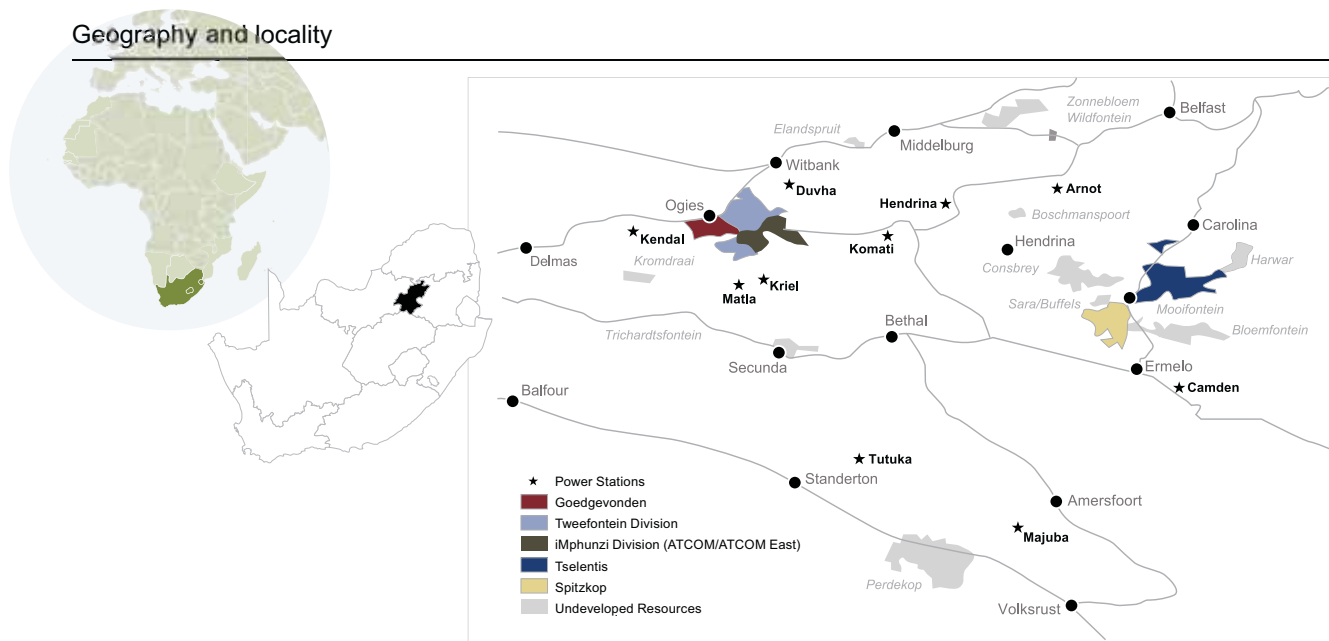 Geography and locality
Zonnebloem
Wildfontein
Belfast
Elandspruit
Middelburg
Witbank
Duvha
Arnot
Hendrina
Ogies
Boschmanspoort
Carolina
Kendal
Komati
Hendrina
Delmas
Kromdraai
Consbrey
Harwar
Kriel
Matla
Sara/Buffels
Mooifontein
Trichardtsfontein
Bethal
Bloemfontein
Secunda
Ermelo
Camden
Balfour
Tutuka
Standerton
Amersfoort
Majuba
Perdekop
Volksrust
Power Stations
Goedgevonden
Tweefontein Division
iMphunzi Division (ATCOM/ATCOM East)
Tselentis
Spitzkop
Undeveloped Resources